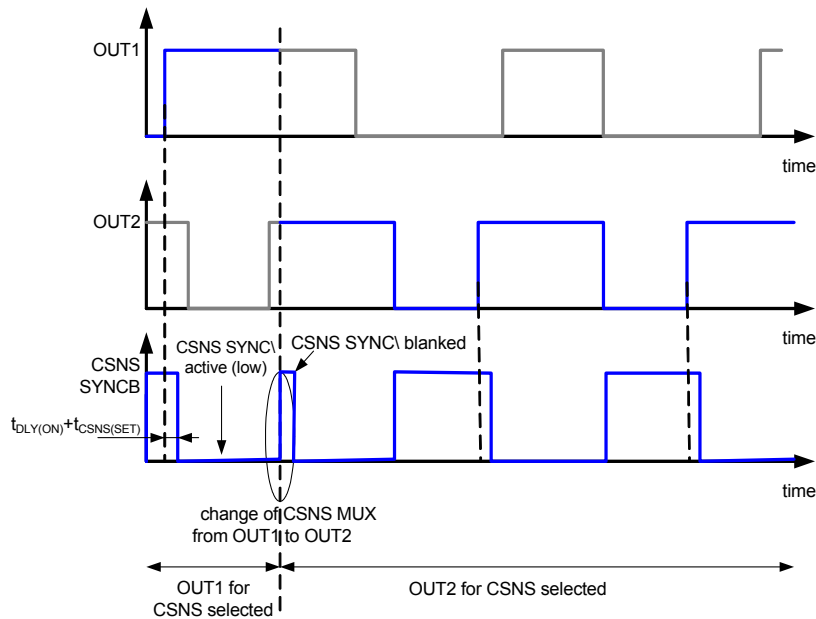 OUT1
time
OUT2
time
CSNS
SYNCB
CSNS SYNC\
active (low)
CSNS SYNC\ blanked
tDLY(ON)+tCSNS(SET)
time
change of CSNS MUX
from OUT1 to OUT2
OUT1 for
CSNS selected
OUT2 for CSNS selected